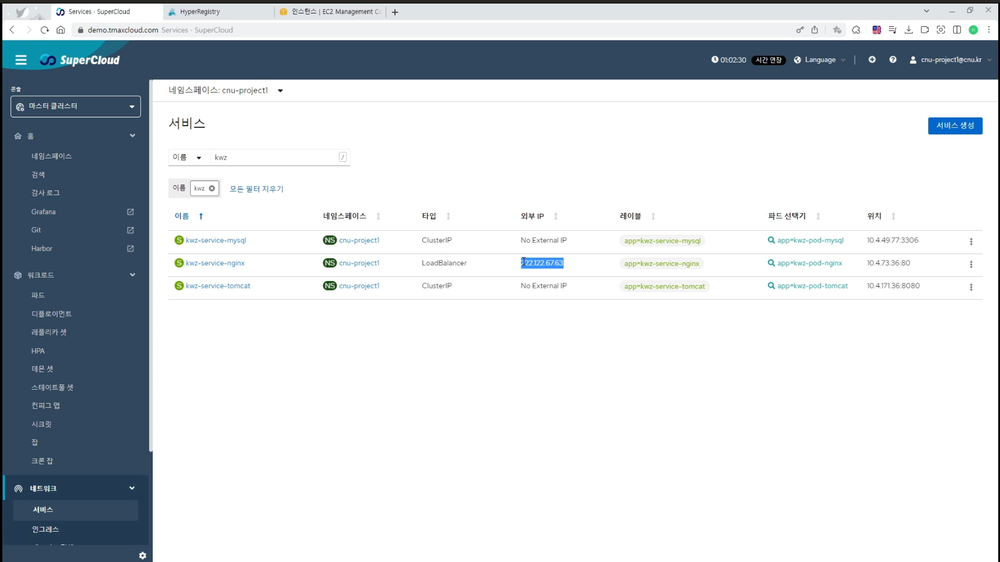 Services · SuperCloud
HyperRegistry
인스턴스 | EC2 Management Co
demo.tmaxcloud.com Services · SuperCloud
SuperCloud
01:02:30
시간 연장
Language
cnu-project1@cnu.kr
콘솔
마스터 클러스터
홈
네임스페이스
검색
감사 로그
Grafana
Git
Harbor
워크로드
파드
디플로이먼트
레플리카 셋
HPA
데몬 셋
스테이트풀 셋
컨피그 맵
시크릿
잡
크론 잡
네트워크
서비스
인그레스
네임스페이스: cnu-project1
서비스
서비스 생성
이름 kwz /
이름 kwz 모든 필터 지우기
이름 네임스페이스 타입 외부 IP 레이블 파드 선택기 위치
S kwz-service-mysql NS cnu-project1 ClusterIP No External IP app=kwz-service-mysql app=kwz-pod-mysql 10.4.49.77:3306
S kwz-service-nginx NS cnu-project1 LoadBalancer 222.122.67.63 app=kwz-service-nginx app=kwz-pod-nginx 10.4.73.36:80
S kwz-service-tomcat NS cnu-project1 ClusterIP No External IP app=kwz-service-tomcat app=kwz-pod-tomcat 10.4.171.36:8080